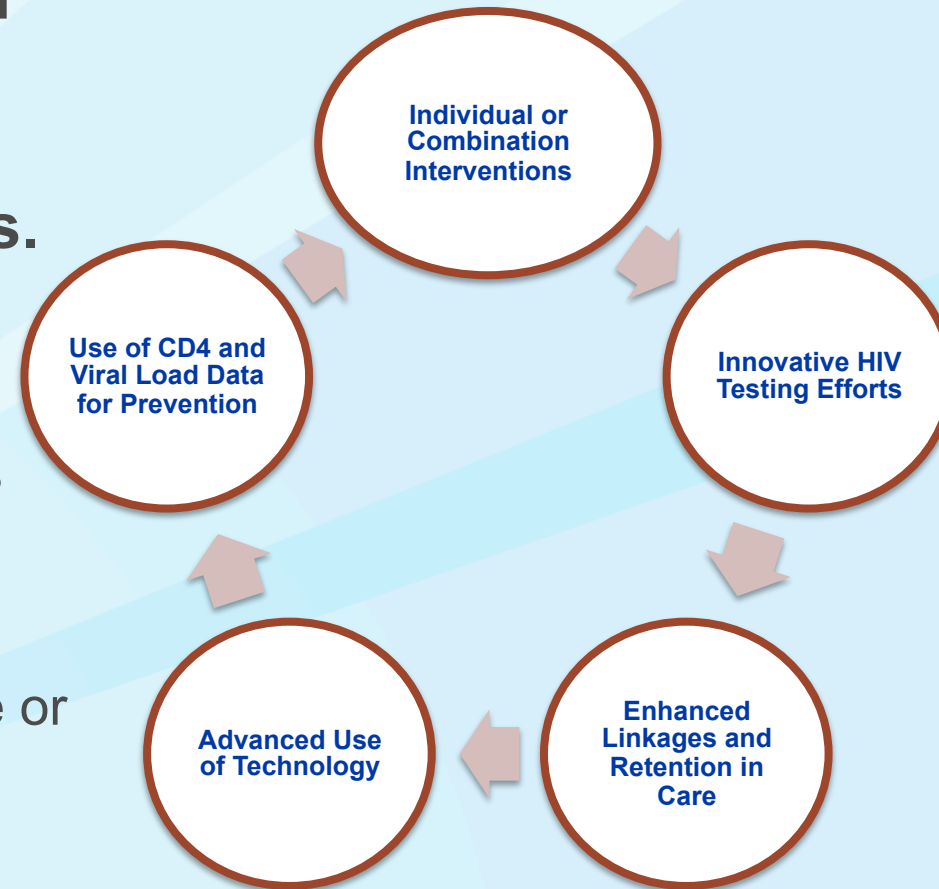 s.
Individual or
Combination
Interventions
Use of CD4 and
Viral Load Data
for Prevention
Innovative HIV
Testing Efforts
or
Advanced Use
of Technology
Enhanced
Linkages and
Retention in
Care